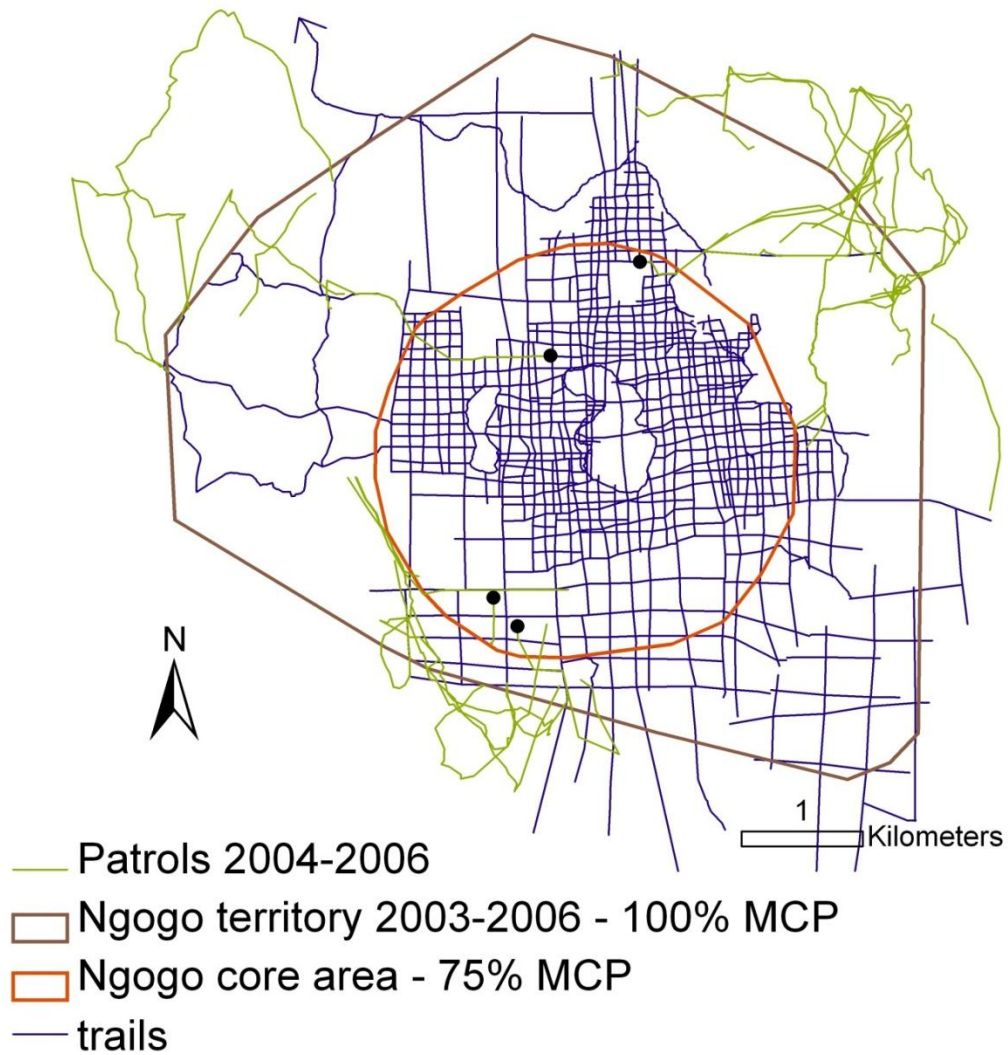 N
1
Kilometers
Patrols 2004-2006
Ngogo territory 2003-2006 - 100% MCP
Ngogo core area - 75% MCP
trails